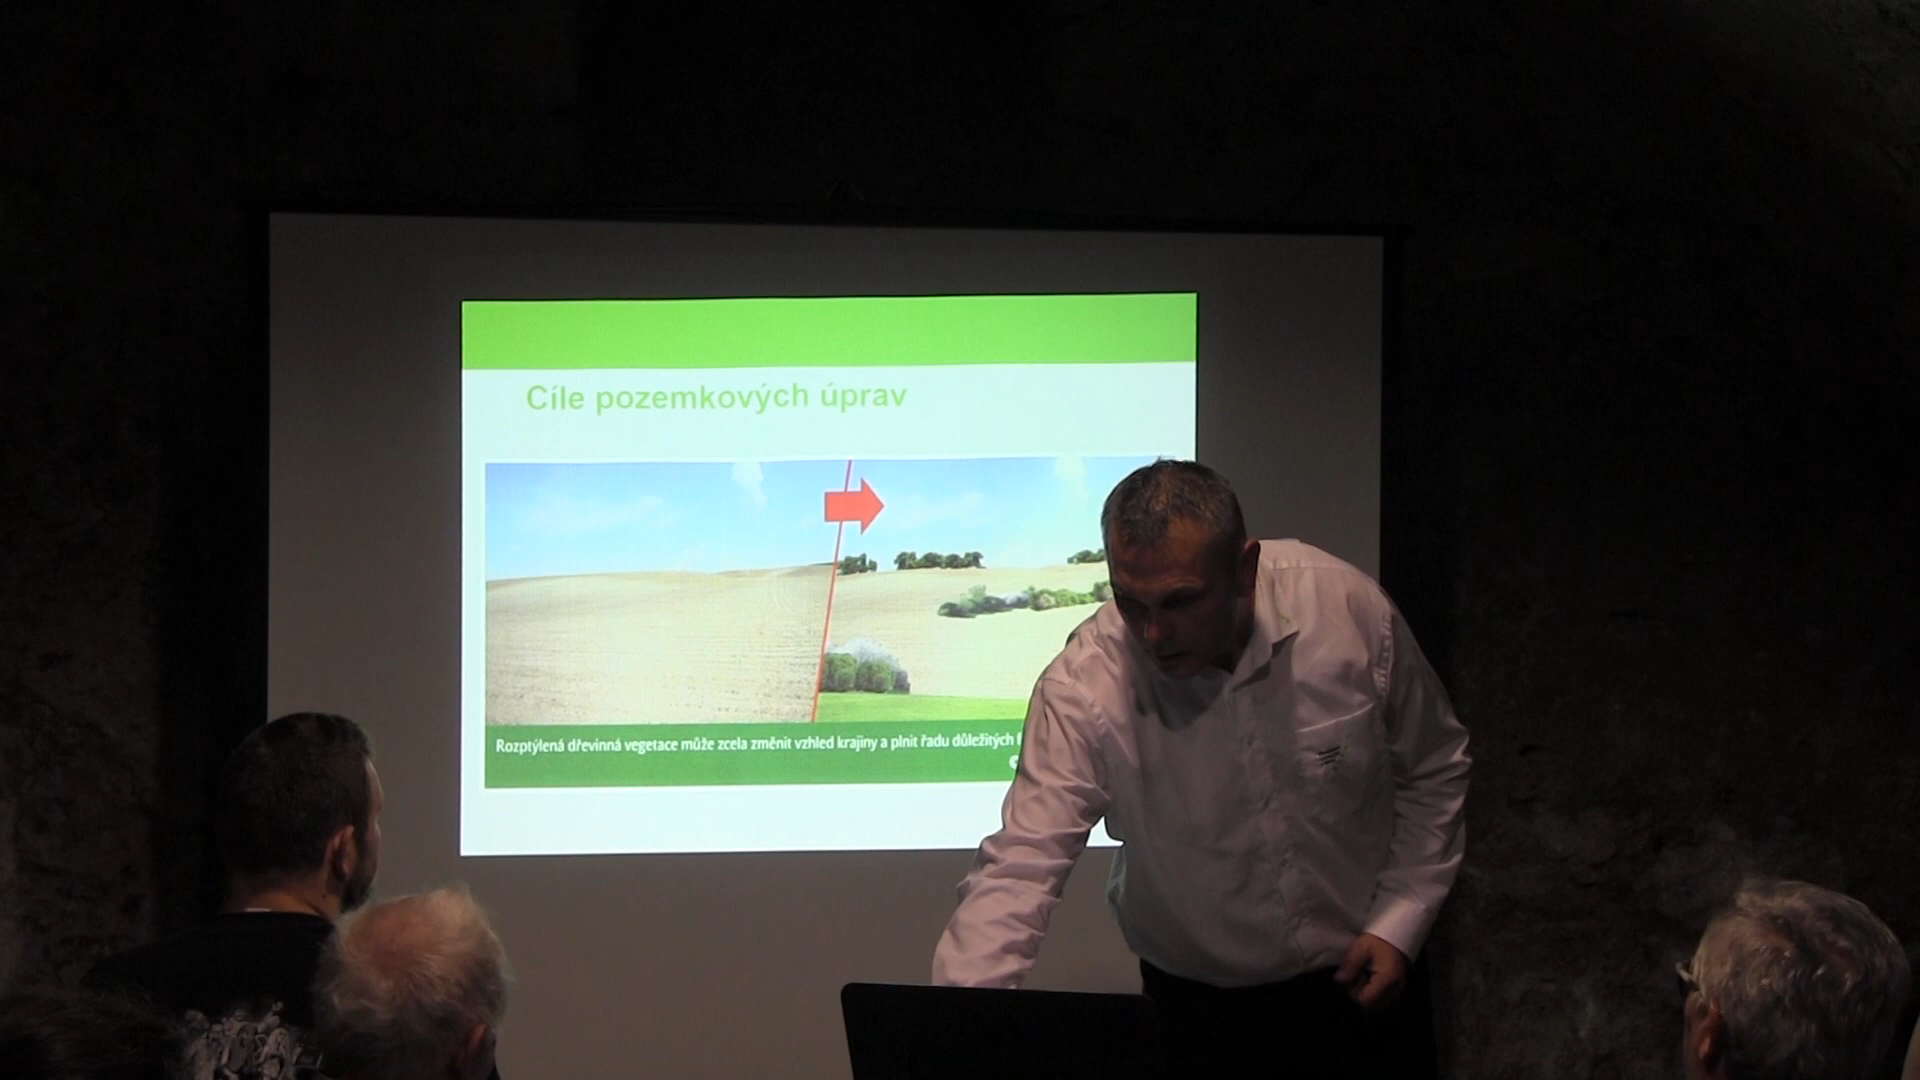 Cíle pozemkových úprav
Rozptýlená dřevinná vegetace může zcela změnit vzhled krajiny a plnit řadu důležitých